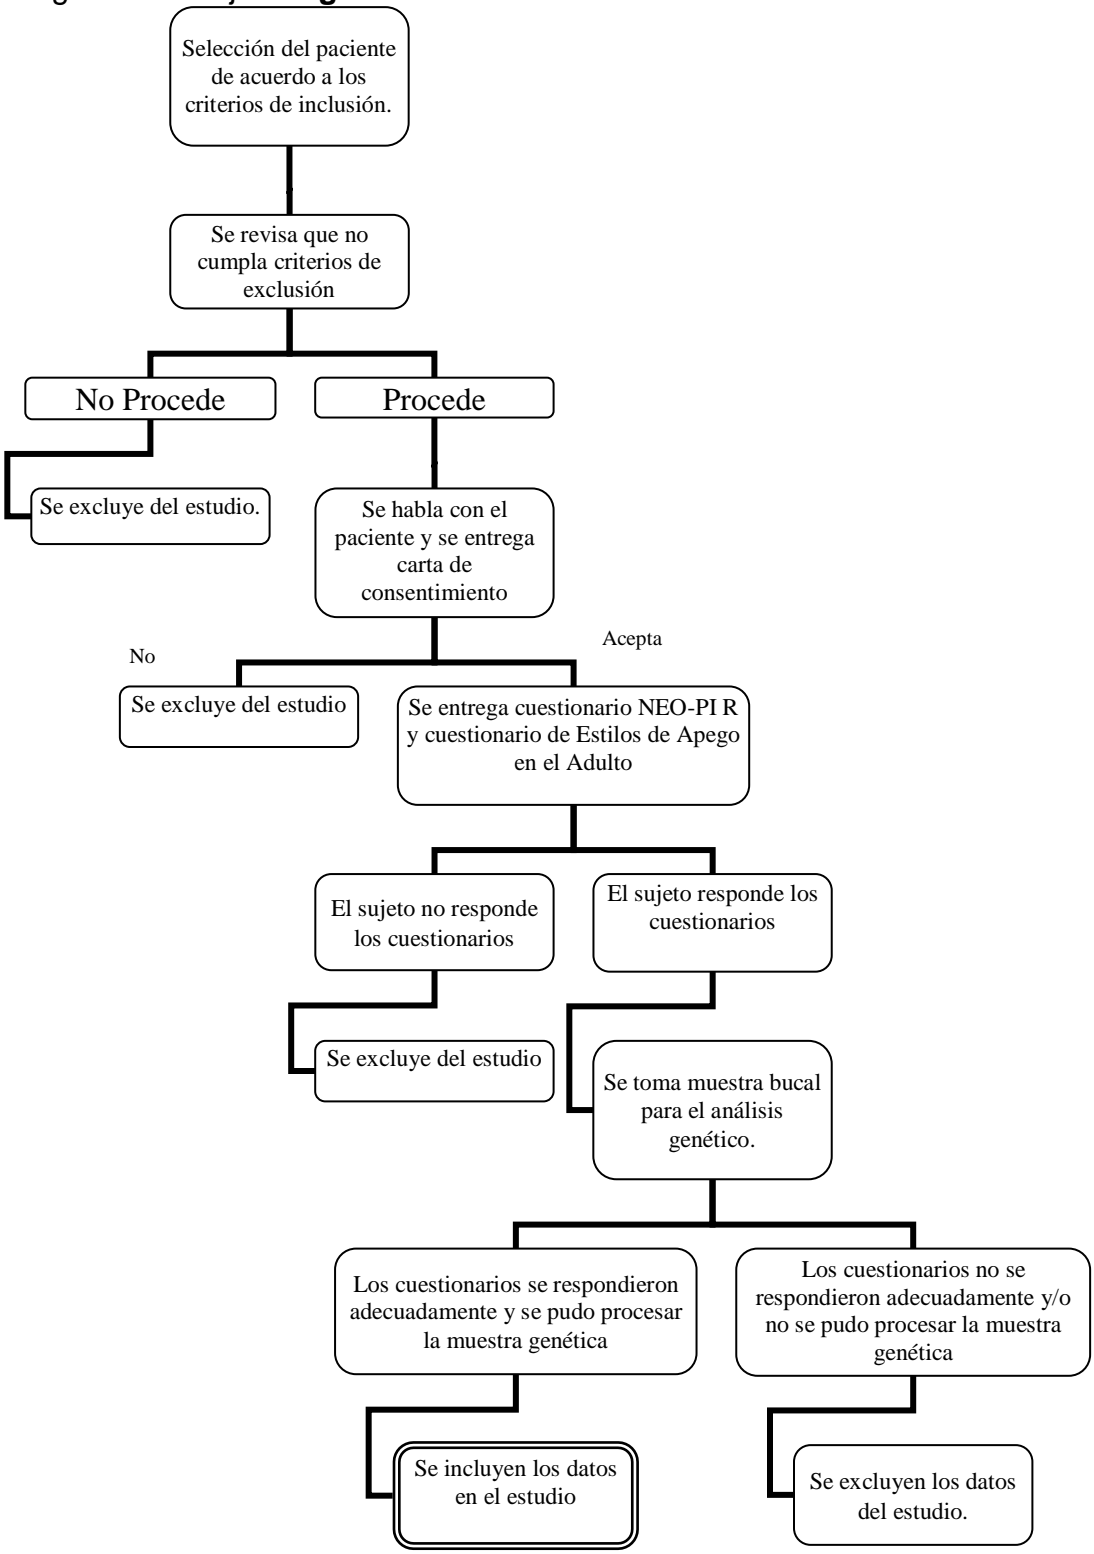 Selección del paciente
de acuerdo a los
criterios de inclusión.
Se revisa que no
cumpla criterios de
exclusión
No Procede
Procede
Se excluye del estudio.
Se habla con el
paciente y se entrega
carta de
consentimiento
No
Acepta
Se excluye del estudio
Se entrega cuestionario NEO-PI R
y cuestionario de Estilos de Apego
en el Adulto
El sujeto no responde
los cuestionarios
El sujeto responde los
cuestionarios
Se excluye del estudio
Se toma muestra bucal
para el análisis
genético.
Los cuestionarios se respondieron
adecuadamente y se pudo procesar
la muestra genética
Los cuestionarios no se
respondieron adecuadamente y/o
no se pudo procesar la muestra
genética
Se incluyen los datos
en el estudio
Se excluyen los datos
del estudio.